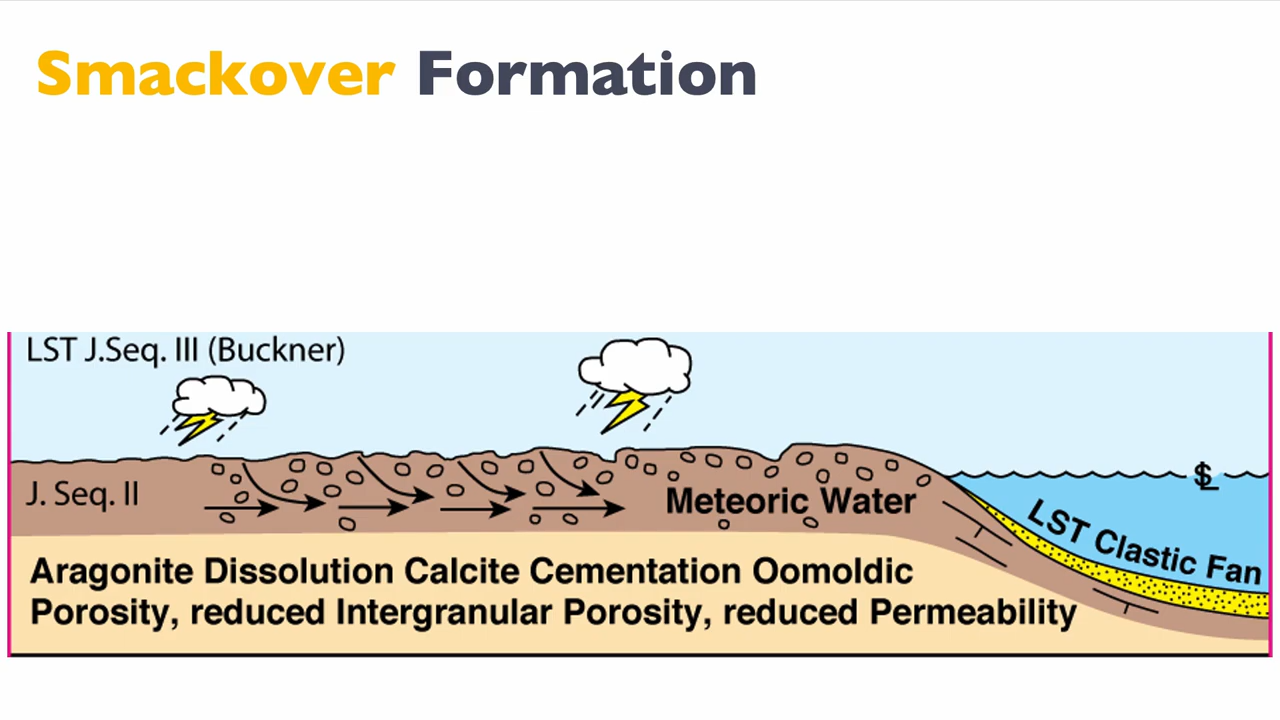 Smackover Formation
LST J.Seq. III (Buckner)
J. Seq. II
Meteoric Water
SL
LST Clastic Fan
Aragonite Dissolution Calcite Cementation Oomoldic
Porosity, reduced Intergranular Porosity, reduced Permeability